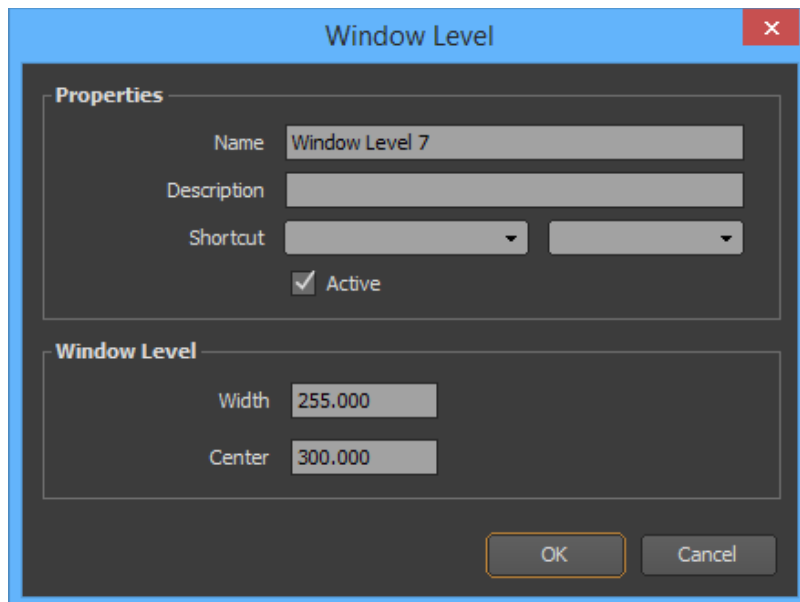 Window Level
Properties
Name Window Level 7
Description
Shortcut
Active
Window Level
Width 255.000
Center 300.000
OK Cancel